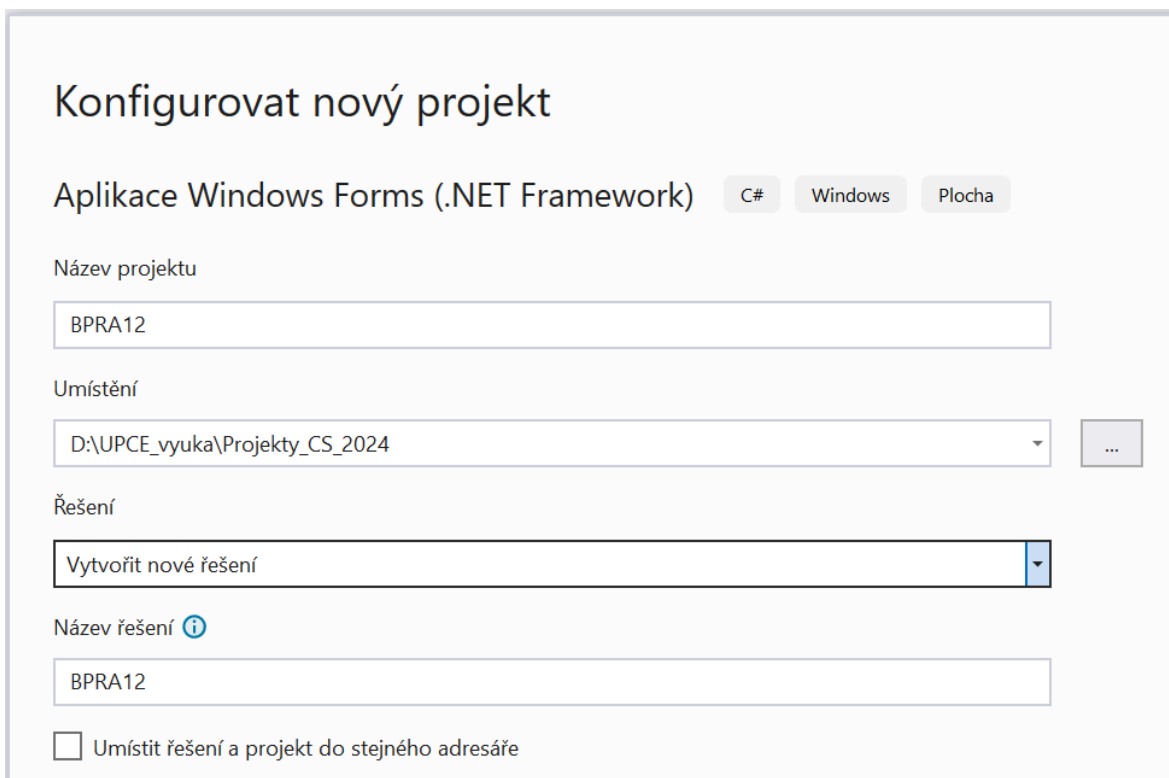 Konfigurovat nový projekt
Aplikace Windows Forms (.NET Framework) C# Windows Plocha
Název projektu
BPRA12
Umístění
D:\UPCE_vyuka\Projekty_CS_2024
...
Řešení
Vytvořit nové řešení
Název řešení
BPRA12
Umístit řešení a projekt do stejného adresáře